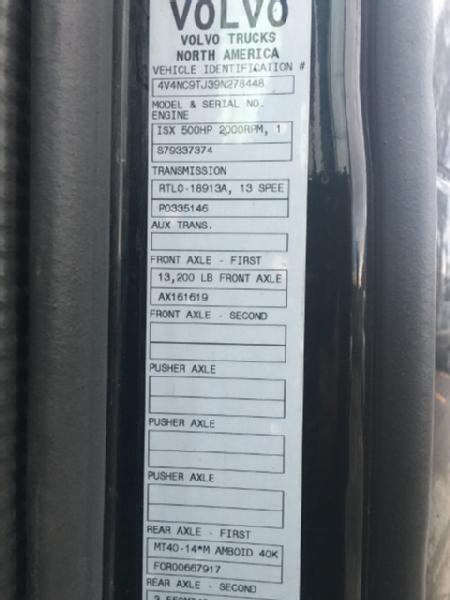 VOLVO
VOLVO TRUCKS
NORTH AMERICA
VEHICLE IDENTIFICATION #
4V4NC9TJ39N278448
MODEL & SERIAL NO.
ENGINE
ISX 500HP 2000RPM, 1
879337374
TRANSMISSION
RTLO-18913A, 13 SPEE
P0335146
AUX TRANS.
FRONT AXLE - FIRST
13,200 LB FRONT AXLE
AX161619
FRONT AXLE - SECOND
PUSHER AXLE
PUSHER AXLE
PUSHER AXLE
REAR AXLE - FIRST
MT40-14*M AMBOID 40K
FCR00667917
REAR AXLE - SECOND